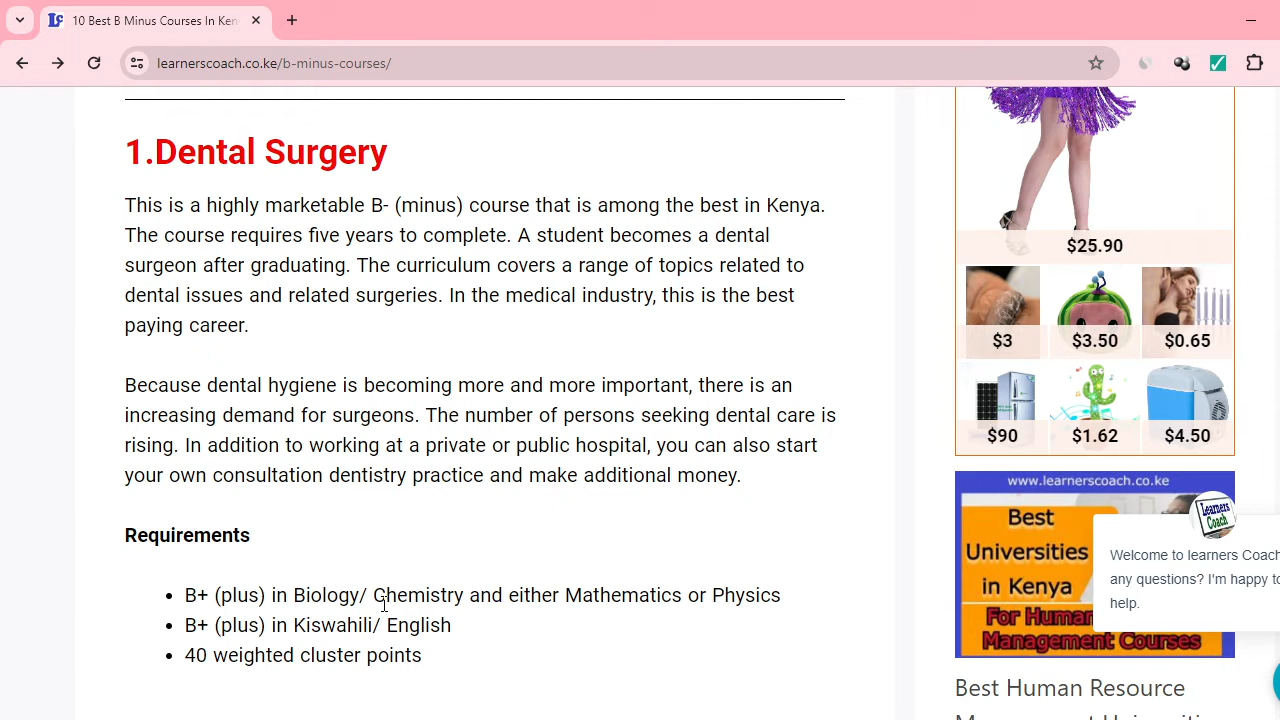 10 Best B Minus Courses In Ken
learnerscoach.co.ke/b-minus-courses/
1.Dental Surgery
This is a highly marketable B- (minus) course that is among the best in Kenya.
The course requires five years to complete. A student becomes a dental
surgeon after graduating. The curriculum covers a range of topics related to
dental issues and related surgeries. In the medical industry, this is the best
paying career.
Because dental hygiene is becoming more and more important, there is an
increasing demand for surgeons. The number of persons seeking dental care is
rising. In addition to working at a private or public hospital, you can also start
your own consultation dentistry practice and make additional money.
Requirements
• B+ (plus) in Biology/ Chemistry and either Mathematics or Physics
• B+ (plus) in Kiswahili/ English
• 40 weighted cluster points
$25.90
$3 $3.50 $0.65
$90 $1.62 $4.50
www.learnerscoach.co.ke
Best
Universities
in Kenya
For Human
Management Courses
Learners
Coach
Welcome to learners Coach
any questions? I'm happy to
help.
Best Human Resource